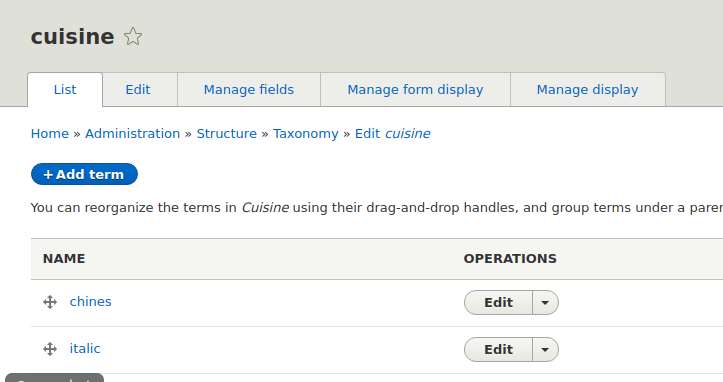 cuisine
List Edit Manage fields Manage form display Manage display
Home » Administration » Structure » Taxonomy » Edit cuisine
+ Add term
You can reorganize the terms in Cuisine using their drag-and-drop handles, and group terms under a
NAME OPERATIONS
chines Edit
italic Edit